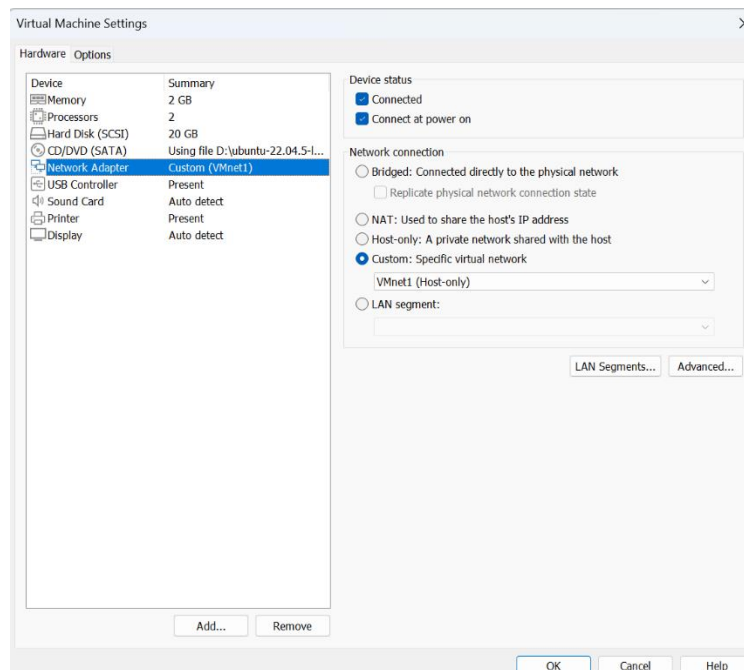 Virtual Machine Settings
Hardware Options
Device Summary
Memory 2 GB
Processors 2
Hard Disk (SCSI) 20 GB
CD/DVD (SATA) Using file D:\ubuntu-22.04.5-l...
Network Adapter Custom (VMnet1)
USB Controller Present
Sound Card Auto detect
Printer Present
Display Auto detect
Add... Remove
Device status
Connected
Connect at power on
Network connection
Bridged: Connected directly to the physical network
Replicate physical network connection state
NAT: Used to share the host's IP address
Host-only: A private network shared with the host
Custom: Specific virtual network
VMnet1 (Host-only)
LAN segment:
LAN Segments... Advanced...
OK Cancel Help